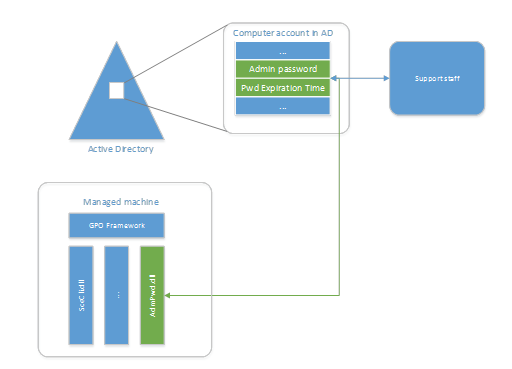 Computer account in AD
...
Admin password
Pwd Expiration Time
...
Support staff
Active Directory
Managed machine
GPO Framework
SceCli.dll
...
AdmPwd.dll